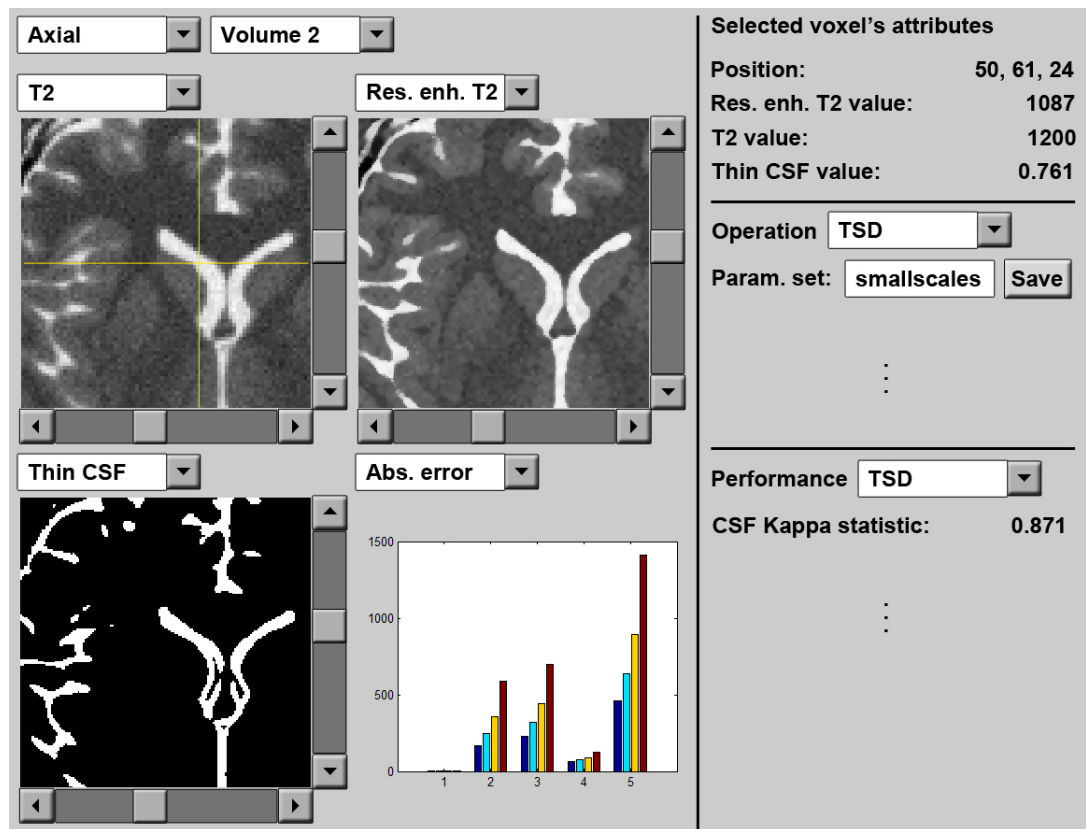 Axial Volume 2
T2 Res. enh. T2
Thin CSF Abs. error
1500
1000
500
0
1 2 3 4 5
Selected voxel's attributes
Position: 50, 61, 24
Res. enh. T2 value: 1087
T2 value: 1200
Thin CSF value: 0.761
Operation TSD
Param. set: smallscales Save
Performance TSD
CSF Kappa statistic: 0.871